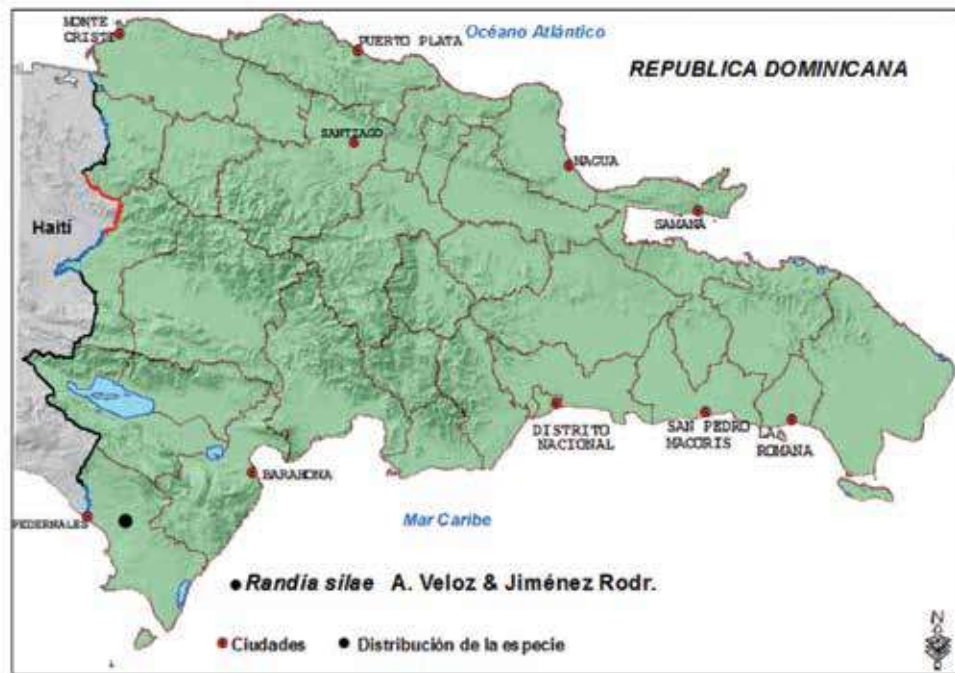 MONTE
CRISTI
PUERTO PLATA
Océano Atlántico
REPUBLICA DOMINICANA
SANTIAGO
NAGUA
SAMANA
Haití
DISTRITO
NACIONAL
SAN PEDRO
MACORIS
LA
ROMANA
BARAHONA
PEDERNALES
Mar Caribe
Randia silae A. Veloz & Jiménez Rodr.
Ciudades
Distribución de la especie
N